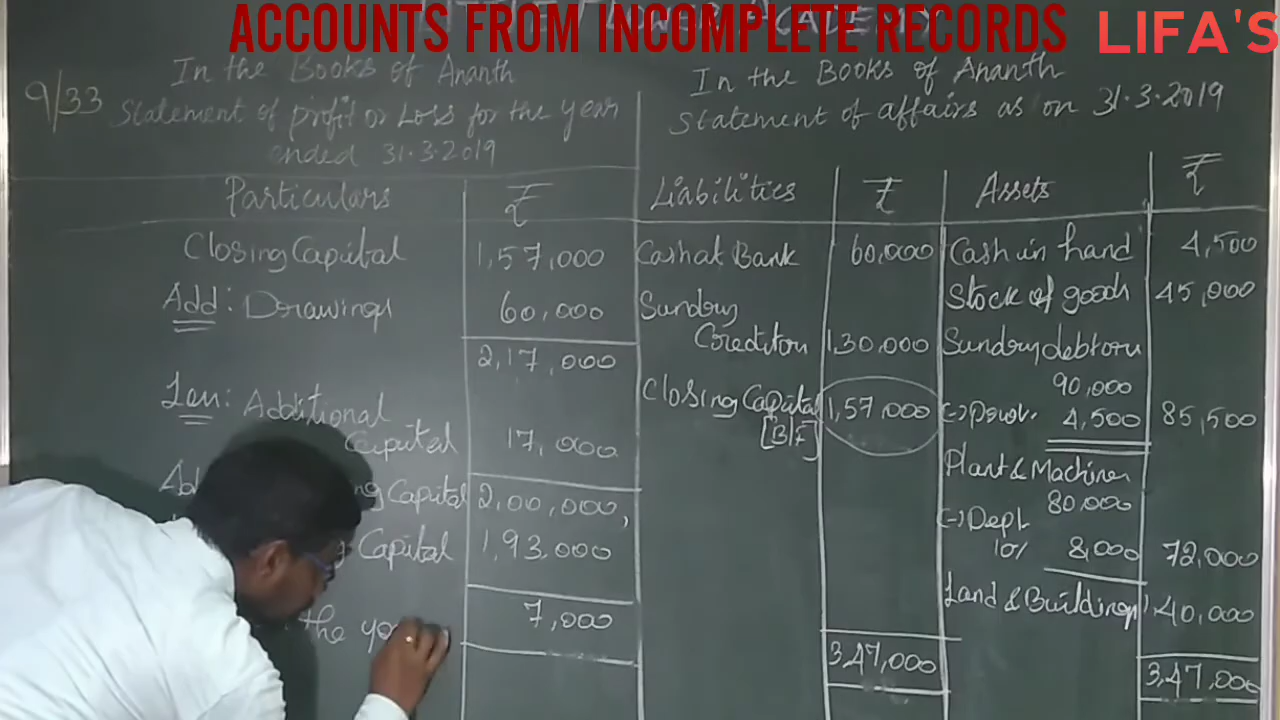 ACCOUNTS FROM INCOMPLETE RECORDS LIFA'S
9/33
In the Books of Ananth
Statement of profit or Loss for the year
ended 31.3.2019
Particulars ₹
Closing Capital 1,57,000
Add: Drawings 60,000
2,17,000
Less: Additional
Capital 17,000
Capital 2,00,000
Capital 1,93,000
the 7,000
In the Books of Ananth
Statement of affairs as on 31.3.2019
Liabilities ₹ Assets ₹
Cash at Bank 60,000 Cash in hand 4,500
Sundry Stock of goods 45,000
Creditors 1,30,000 Sundry debtors
90,000
Closing Capital 1,57,000 (-) 4,500 85,500
[B/F]
Plant & Machiner
80,000
(-) Dept
10% 8,000 72,000
Land & Building 1,40,000
3,47,000 3,47,000